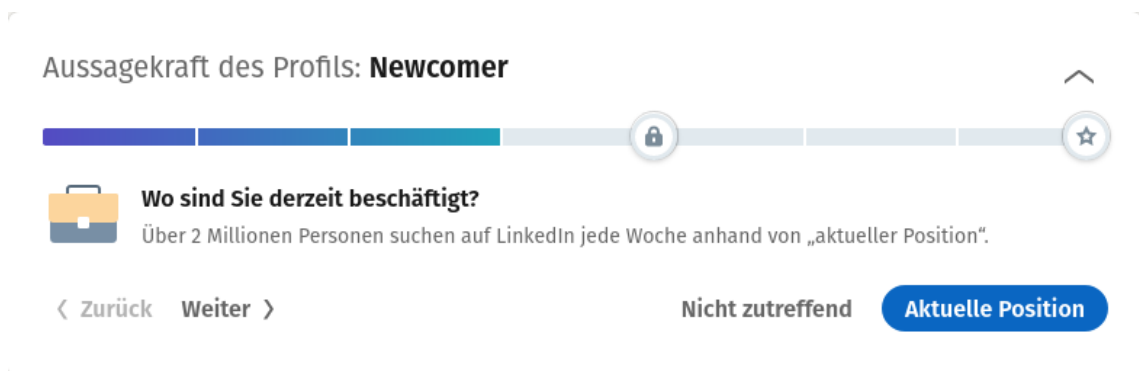 Aussagekraft des Profils: Newcomer
Wo sind Sie derzeit beschäftigt?
Über 2 Millionen Personen suchen auf LinkedIn jede Woche anhand von „aktueller Position“.
Zurück Weiter Nicht zutreffend Aktuelle Position